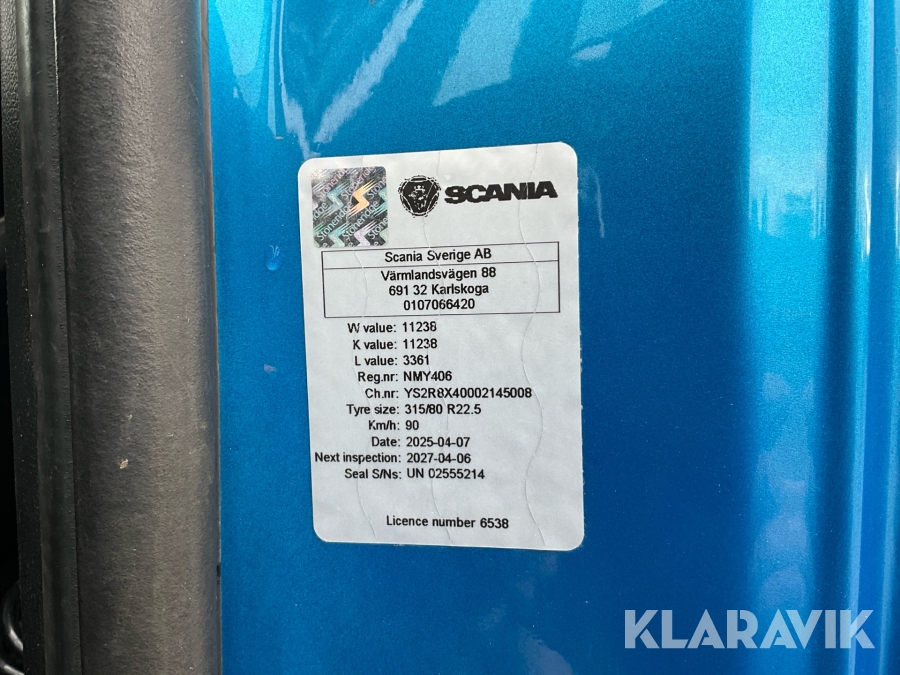 Stoneridge
SCANIA
Scania Sverige AB
Värmlandsvägen 88
691 32 Karlskoga
0107066420
W value: 11238
K value: 11238
L value: 3361
Reg.nr: NMY406
Ch.nr: YS2R8X40002145008
Tyre size: 315/80 R22.5
Km/h: 90
Date: 2025-04-07
Next inspection: 2027-04-06
Seal S/Ns: UN 02555214
Licence number 6538
KLARAVIK